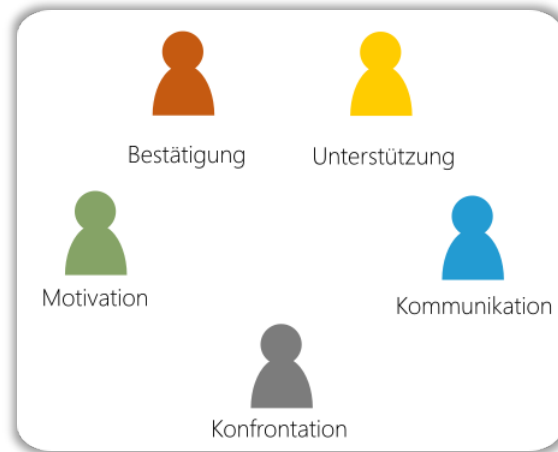 Bestätigung
Unterstützung
Motivation
Kommunikation
Konfrontation